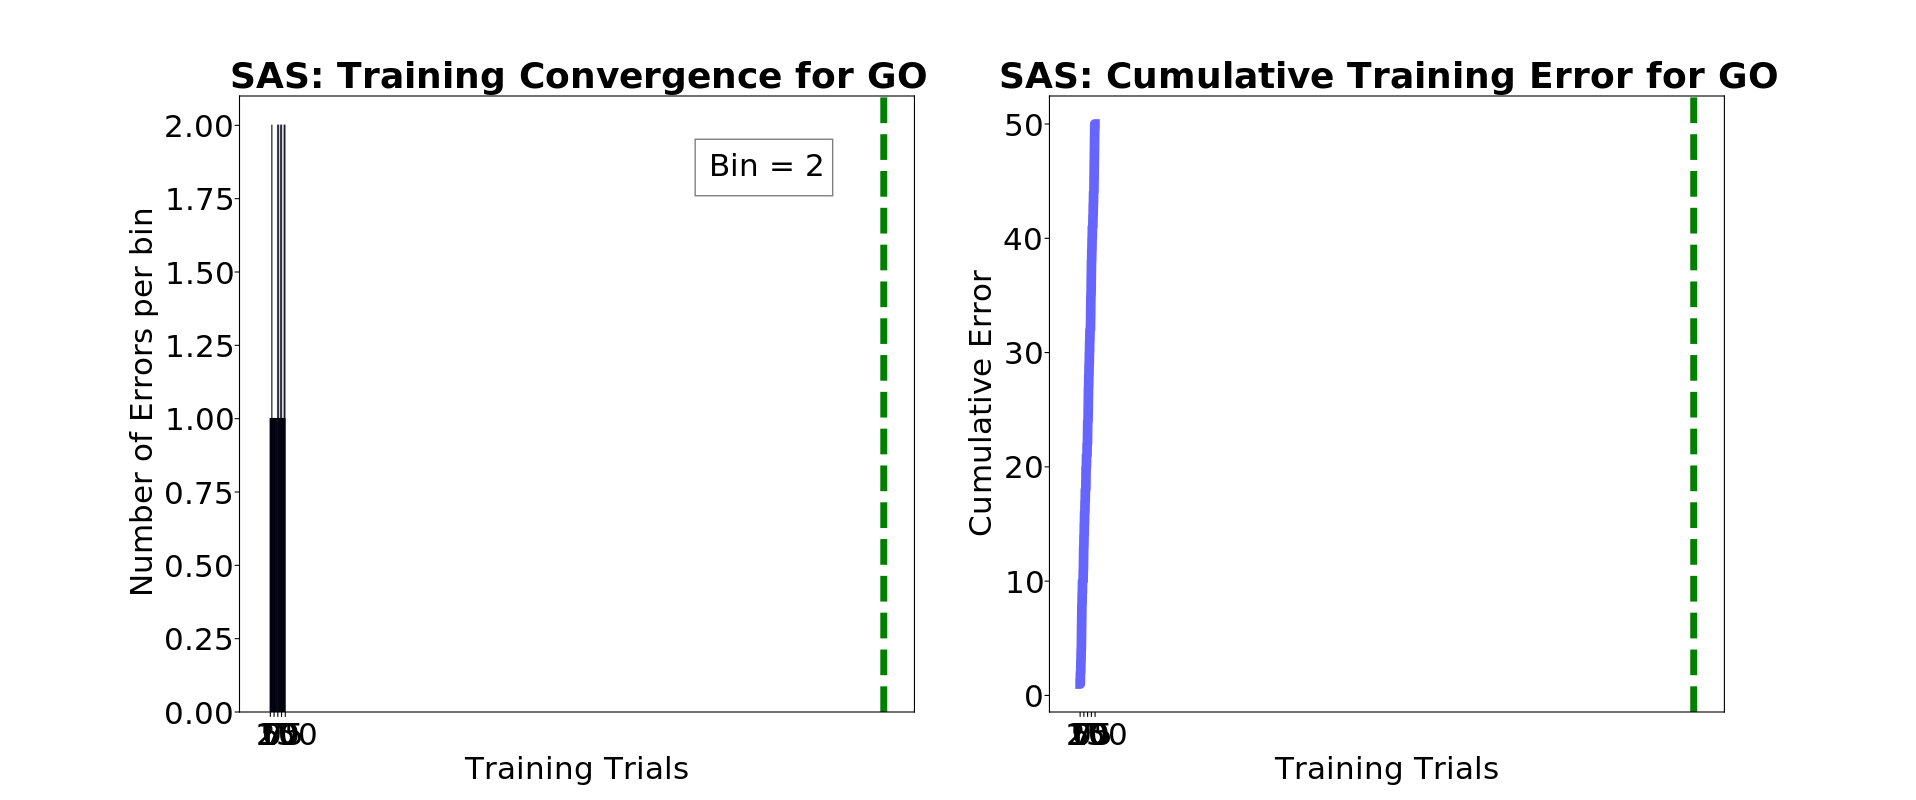 SAS: Training Convergence for GO
Number of Errors per bin
2.00
1.75
1.50
1.25
1.00
0.75
0.50
0.25
0.00
Bin = 2
Training Trials
SAS: Cumulative Training Error for GO
Cumulative Error
50
40
30
20
10
0
Training Trials